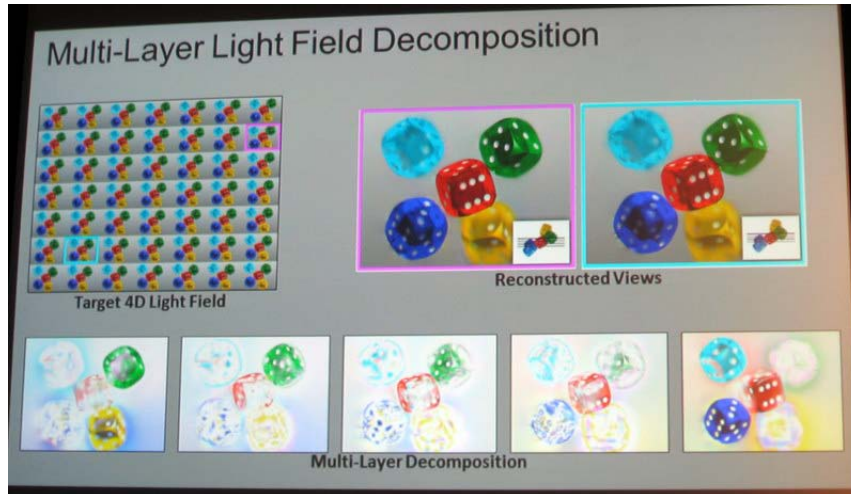 Multi-Layer Light Field Decomposition
Target 4D Light Field
Reconstructed Views
Multi-Layer Decomposition